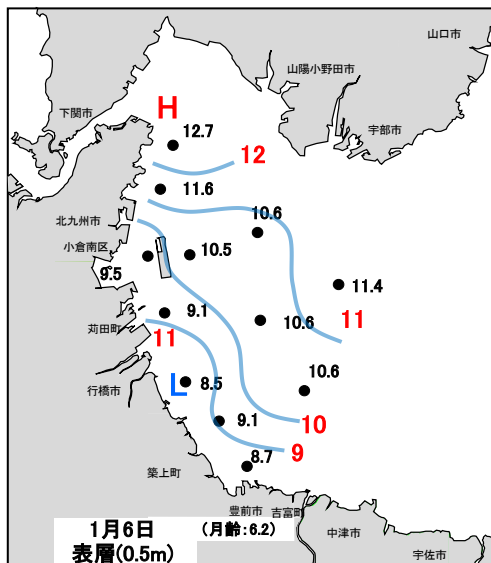 山口市
山陽小野田市
下関市
宇部市
H
12.7
12
11.6
北九州市
小倉南区
10.6
10.5
9.5
11.4
9.1
10.6
11
苅田町
11
10.6
L
8.5
行橋市
9.1
10
9
8.7
築上町
豊前市
吉富町
中津市
宇佐市
1月6日
(月齢:6.2)
表層(0.5m)